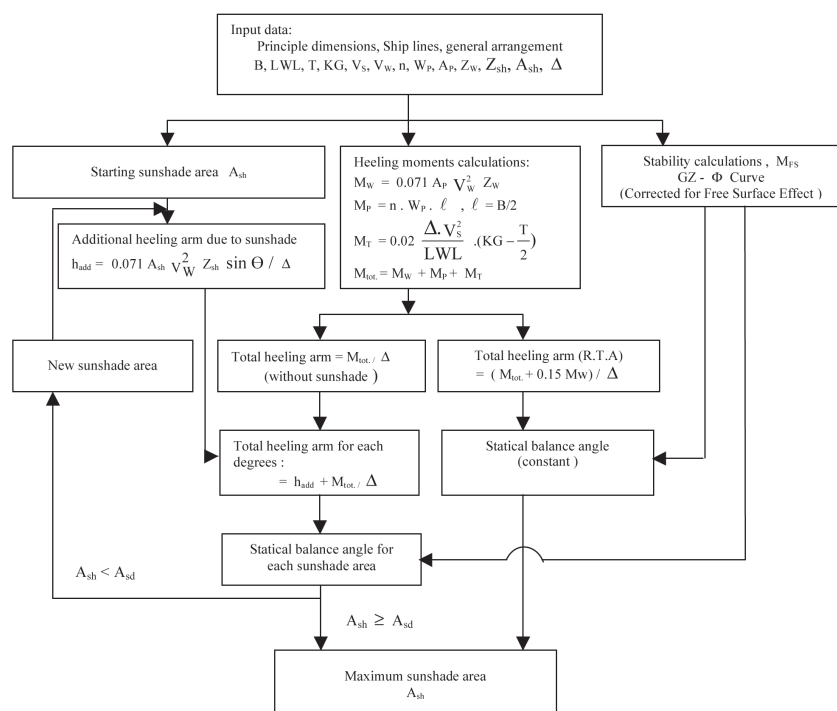 Input data:
Principle dimensions, Ship lines, general arrangement
B, LWL, T, KG, V_S, V_W, n, W_P, A_P, Z_W, Z_sh, A_sh, Δ
Starting sunshade area A_sh
Heeling moments calculations:
M_W = 0.071 A_P V_W^2 Z_W
M_P = n . W_P . ℓ , ℓ = B/2
M_T = 0.02 Δ.V_S^2 / LWL .(KG – T/2)
M_tot. = M_W + M_P + M_T
Stability calculations , M_FS
GZ - Φ Curve
(Corrected for Free Surface Effect )
Additional heeling arm due to sunshade
h_add = 0.071 A_sh V_W^2 Z_sh sin Θ / Δ
New sunshade area
Total heeling arm = M_tot. / Δ
(without sunshade )
Total heeling arm (R.T.A)
= ( M_tot. + 0.15 Mw) / Δ
Total heeling arm for each
degrees :
= h_add + M_tot. / Δ
Statical balance angle
(constant )
Statical balance angle for
each sunshade area
A_sh < A_sd
A_sh ≥ A_sd
Maximum sunshade area
A_sh